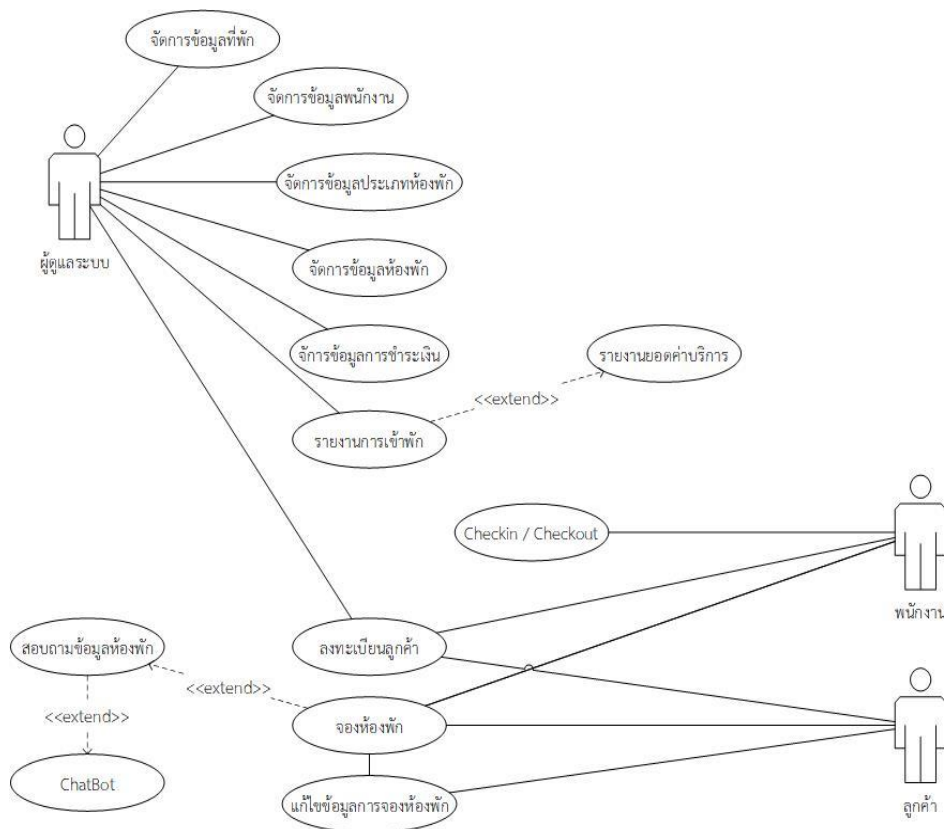 จัดการข้อมูลที่พัก
จัดการข้อมูลพนักงาน
จัดการข้อมูลประเภทห้องพัก
ผู้ดูแลระบบ
จัดการข้อมูลห้องพัก
จัการข้อมูลการชำระเงิน
รายงานยอดค่าบริการ
<<extend>>
รายงานการเข้าพัก
Checkin / Checkout
พนักงาน
สอบถามข้อมูลห้องพัก
ลงทะเบียนลูกค้า
<<extend>>
<<extend>>
จองห้องพัก
ChatBot
แก้ไขข้อมูลการจองห้องพัก
ลูกค้า